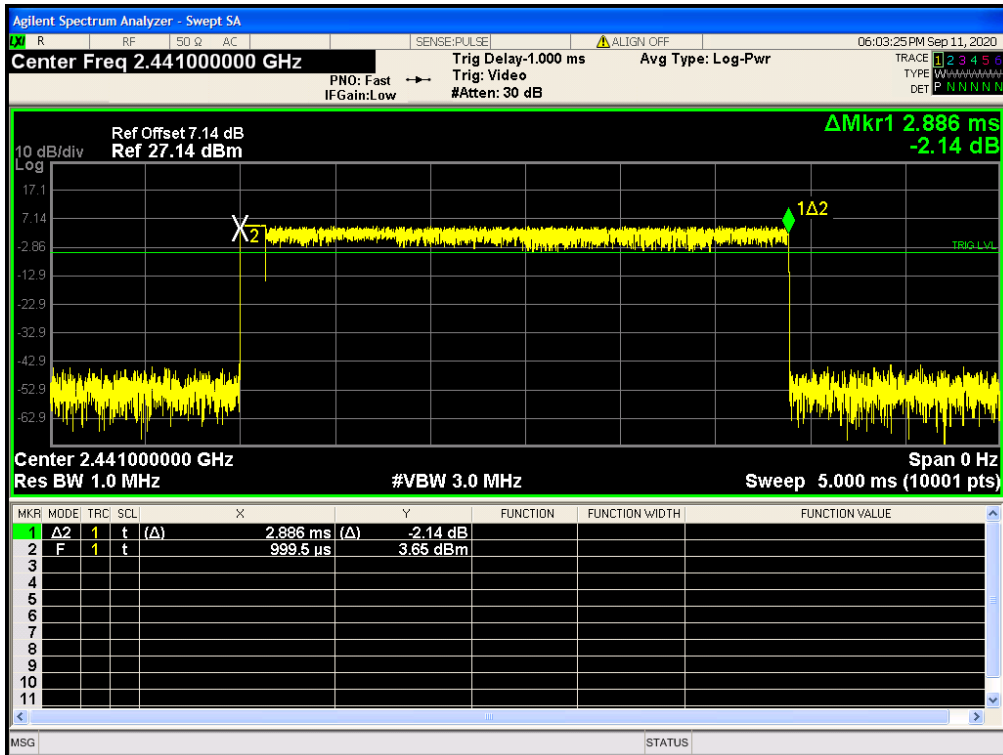 Agilent Spectrum Analyzer - Swept SA
LXI R RF 50 Ω AC SENSE:PULSE ALIGN OFF 06:03:25 PM Sep 11, 2020
Center Freq 2.441000000 GHz
Trig Delay-1.000 ms Avg Type: Log-Pwr
TRACE 1 2 3 4 5 6
PNO: Fast Trig: Video
TYPE
IFGain:Low #Atten: 30 dB
DET P N N N N N
ΔMkr1 2.886 ms
-2.14 dB
Ref Offset 7.14 dB
10 dB/div Ref 27.14 dBm
Log
17.1
7.14
1Δ2
2
-2.86
TRIG LVL
-12.9
-22.9
-32.9
-42.9
-52.9
-62.9
Center 2.441000000 GHz Span 0 Hz
Res BW 1.0 MHz #VBW 3.0 MHz Sweep 5.000 ms (10001 pts)
MKR MODE TRC SCL X Y FUNCTION FUNCTION WIDTH FUNCTION VALUE
1 Δ2 1 t (Δ) 2.886 ms (Δ) -2.14 dB
2 F 1 t 999.5 µs 3.65 dBm
3
4
5
6
7
8
9
10
11
MSG STATUS